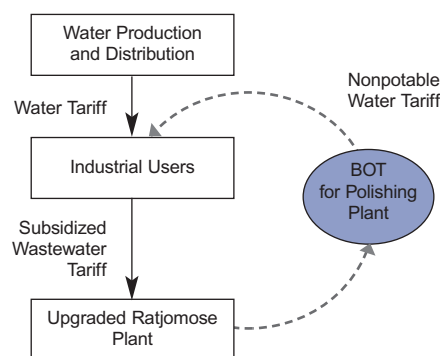 Water Production
and Distribution
Nonpotable
Water Tariff
Water Tariff
Industrial Users
BOT
for Polishing
Plant
Subsidized
Wastewater
Tariff
Upgraded Ratjomose
Plant